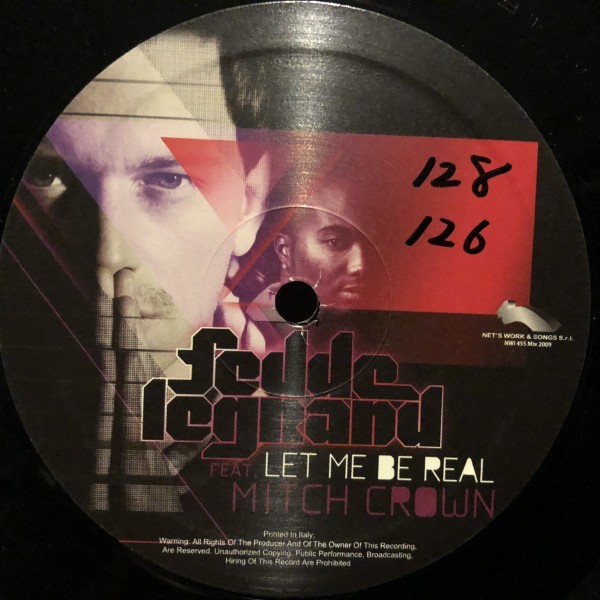 128
126
NET'S WORK & SONGS S.r.l.
NWI 455 Mix 2009
fedde
legrand
FEAT. LET ME BE REAL
MITCH CROWN
Printed In Italy:
Warning: All Rights Of The Producer And Of The Owner Of This Recording,
Are Reserved. Unauthorized Copying. Public Performance, Broadcasting,
Hiring Of This Record Are Prohibited